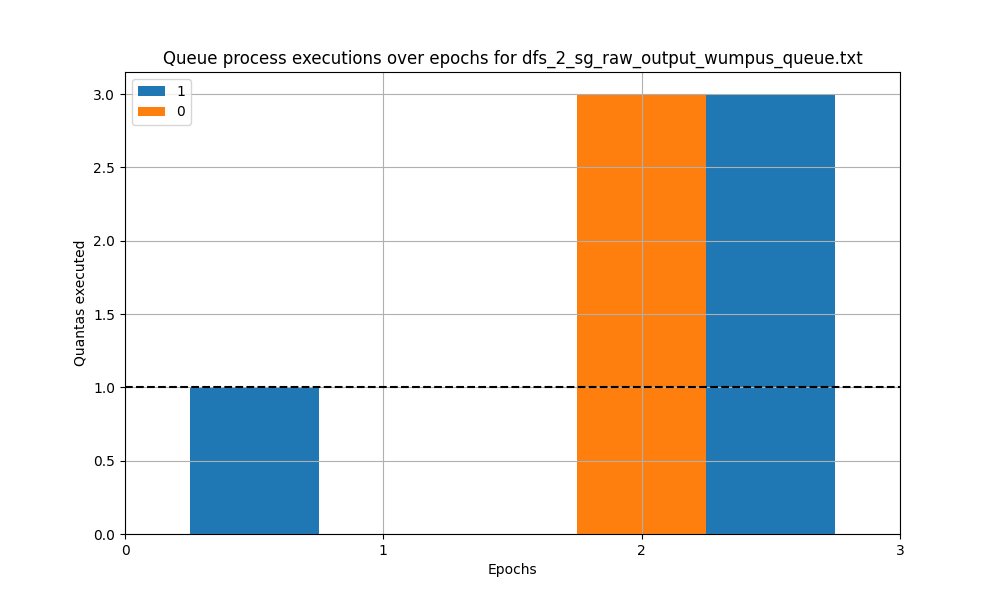 Queue process executions over epochs for dfs_2_sg_raw_output_wumpus_queue.txt
1
0
3.0
2.5
2.0
1.5
1.0
0.5
0.0
Quantas executed
0 1 2 3
Epochs